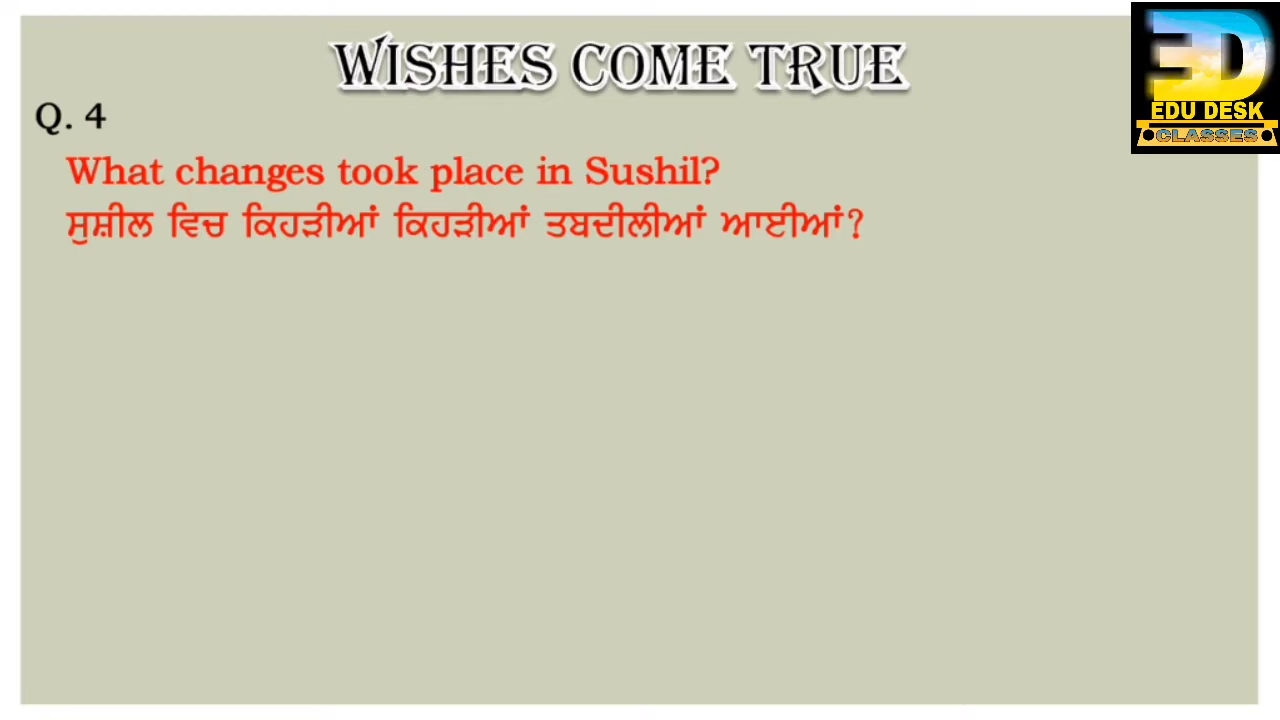 WISHES COME TRUE
ED
EDU DESK
CLASSES
Q. 4
What changes took place in Sushil?
ਸੁਸ਼ੀਲ ਵਿਚ ਕਿਹੜੀਆਂ ਕਿਹੜੀਆਂ ਤਬਦੀਲੀਆਂ ਆਈਆਂ?